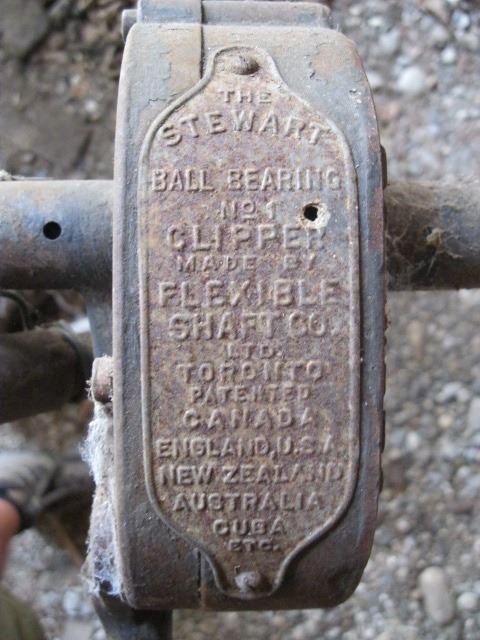 THE
STEWART
BALL BEARING
No 1
CLIPPER
MADE BY
FLEXIBLE
SHAFT CO.
LTD.
TORONTO
PATENTED
CANADA
ENGLAND, U.S.A
NEW ZEALAND
AUSTRALIA
CUBA
ETC.